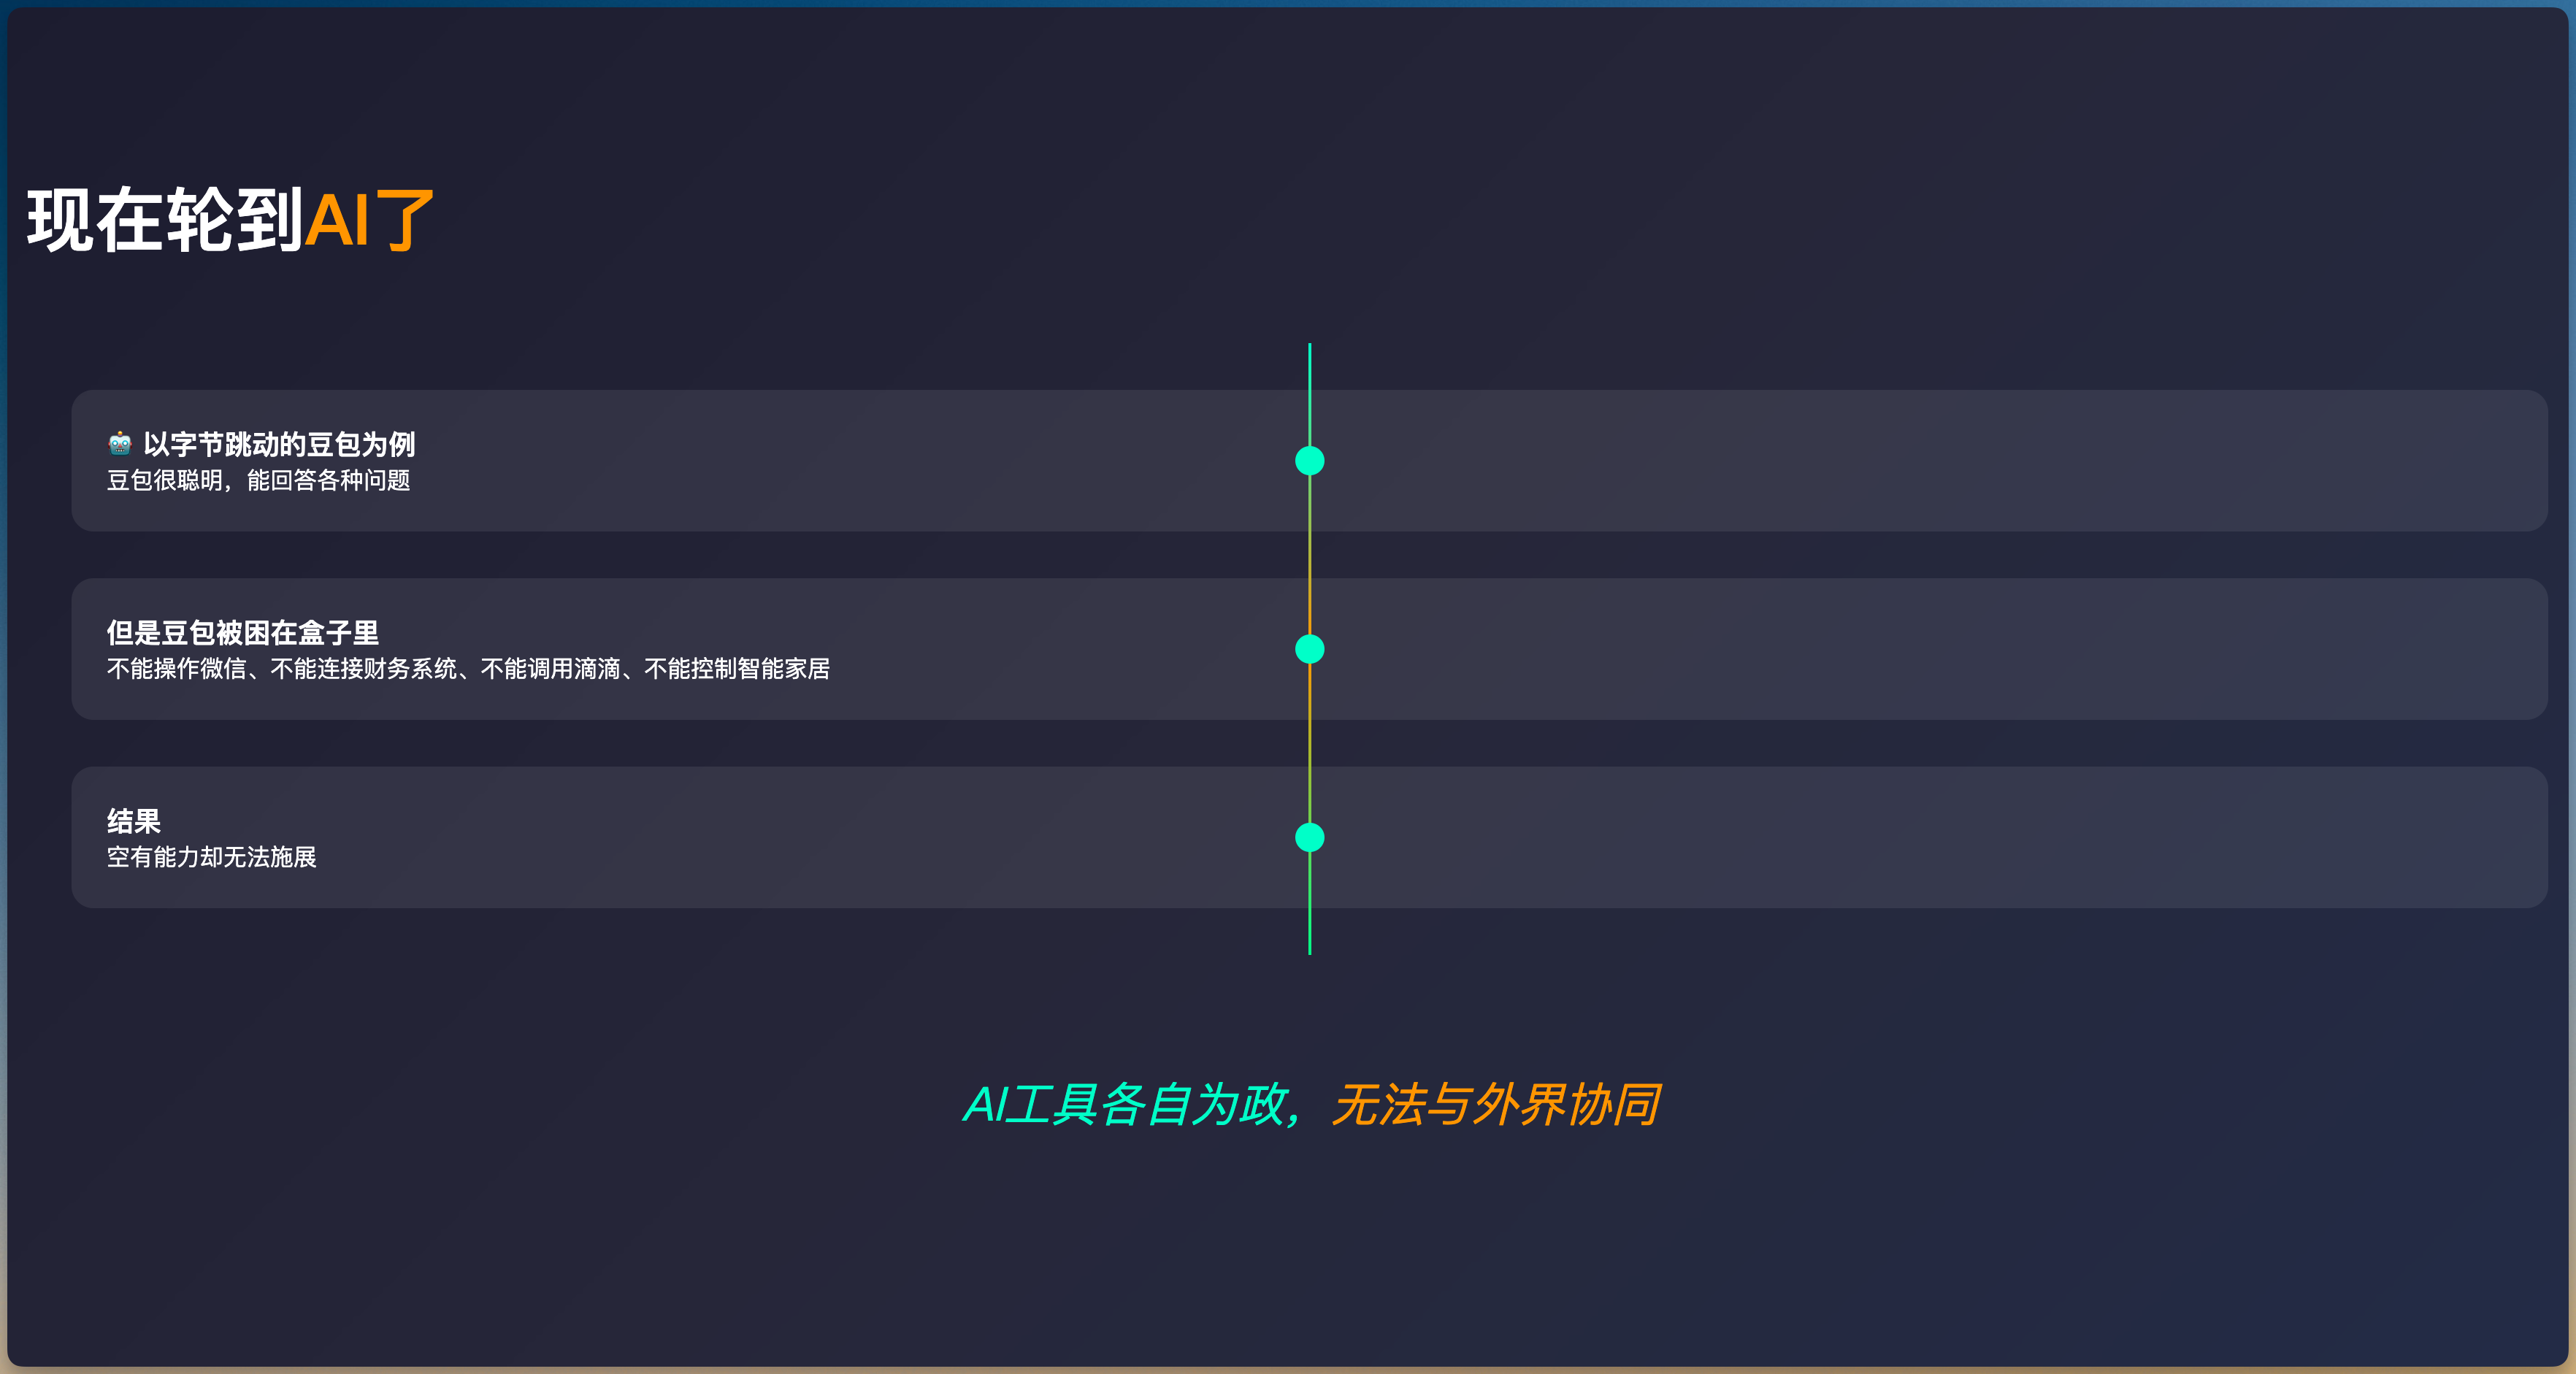 现在轮到AI了
🤖 以字节跳动的豆包为例
豆包很聪明，能回答各种问题
但是豆包被困在盒子里
不能操作微信、不能连接财务系统、不能调用滴滴、不能控制智能家居
结果
空有能力却无法施展
AI工具各自为政，无法与外界协同